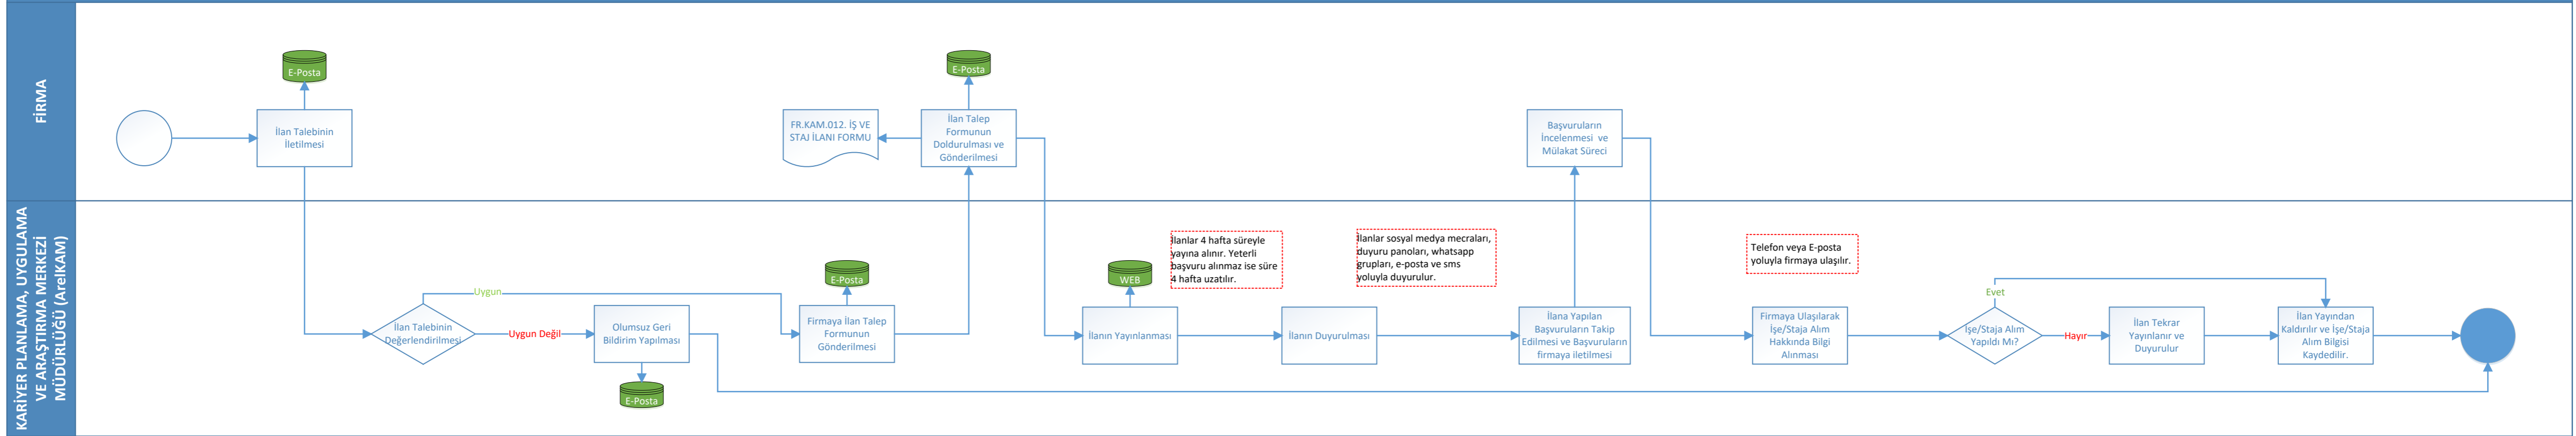 FİRMA
E-Posta
İlan Talebinin
İletilmesi
FR.KAM.012. İŞ VE
STAJ İLANI FORMU
E-Posta
İlan Talep
Formunun
Doldurulması ve
Gönderilmesi
Başvuruların
İncelenmesi ve
Mülakat Süreci
KARİYER PLANLAMA, UYGULAMA
VE ARAŞTIRMA MERKEZİ
MÜDÜRLÜĞÜ (ArelKAM)
İlan Talebinin
Değerlendirilmesi
Uygun
Uygun Değil
Olumsuz Geri
Bildirim Yapılması
E-Posta
E-Posta
Firmaya İlan Talep
Formunun
Gönderilmesi
WEB
İlanın Yayınlanması
İlanlar 4 hafta süreyle
yayına alınır. Yeterli
başvuru alınmaz ise süre
4 hafta uzatılır.
İlanın Duyurulması
İlanlar sosyal medya mecraları,
duyuru panoları, whatsapp
grupları, e-posta ve sms
yoluyla duyurulur.
İlana Yapılan
Başvuruların Takip
Edilmesi ve Başvuruların
firmaya iletilmesi
Telefon veya E-posta
yoluyla firmaya ulaşılır.
Firmaya Ulaşılarak
İşe/Staja Alım
Hakkında Bilgi
Alınması
Evet
İşe/Staja Alım
Yapıldı Mı?
Hayır
İlan Tekrar
Yayınlanır ve
Duyurulur
İlan Yayından
Kaldırılır ve İşe/Staja
Alım Bilgisi
Kaydedilir.